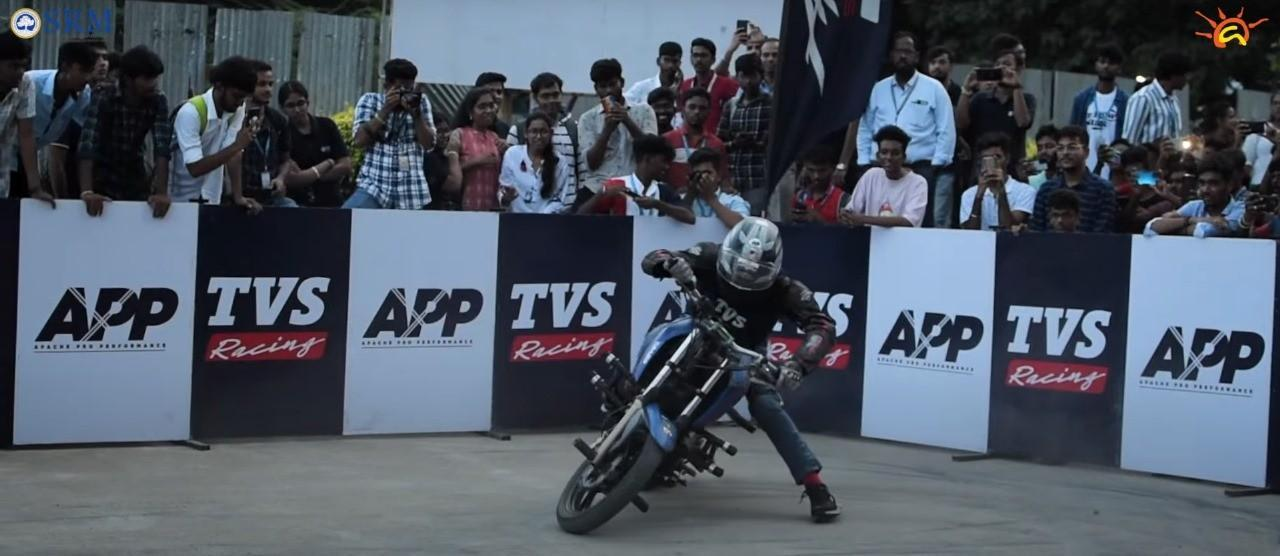 SRM
APP
APACHE PRO PERFORMANCE
TVS
Racing
APP
APACHE PRO PERFORMANCE
TVS
Racing
TVS
APP
APACHE PRO PERFORMANCE
TVS
Racing
APP
APACHE PRO PERFORMANCE